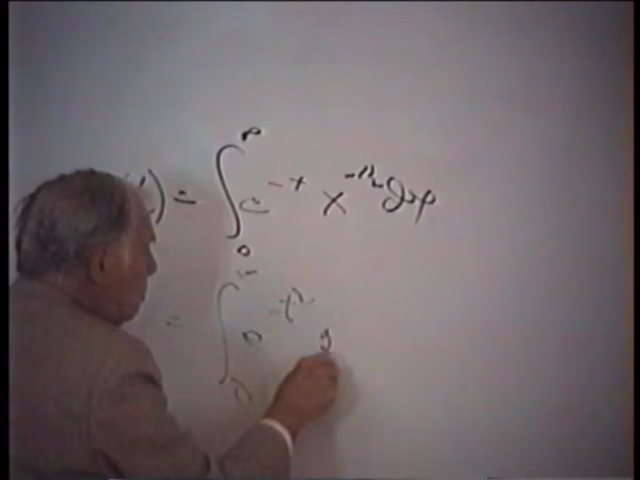 ) = ∫₀^∞ e^{-x} x^{-1/2} dx
= ∫₀^∞ e^{-t²}